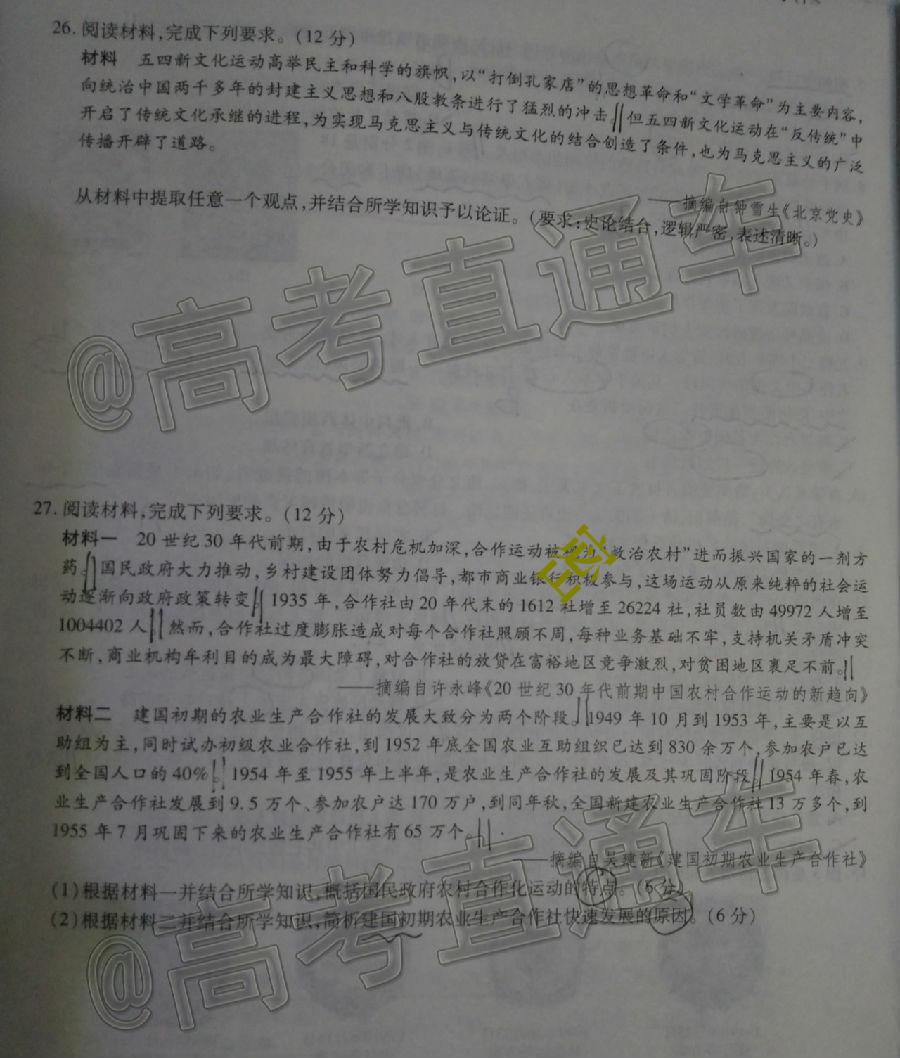 26. 阅读材料,完成下列要求。(12 分)
材料 五四新文化运动高举民主和科学的旗帜,以“打倒孔家店”的思想革命和“文学革命”为主要内容,
向统治中国两千多年的封建主义思想和八股教条进行了猛烈的冲击。但五四新文化运动在“反传统”中
开启了传统文化承继的进程,为实现马克思主义与传统文化的结合创造了条件,也为马克思主义的广泛
传播开辟了道路。
——摘编自钟雪生《北京党史》
从材料中提取任意一个观点,并结合所学知识予以论证。(要求:史论结合,逻辑严密,表述清晰。)
@高考直通车
27. 阅读材料,完成下列要求。(12 分)
材料一 20 世纪 30 年代前期,由于农村危机加深,合作运动被视为“救治农村”进而振兴国家的一剂方
药。国民政府大力推动,乡村建设团体努力倡导,都市商业银行积极参与,这场运动从原来纯粹的社会运
动逐渐向政府政策转变。1935 年,合作社由 20 年代末的 1612 社增至 26224 社,社员数由 49972 人增至
1004402 人。然而,合作社过度膨胀造成对每个合作社照顾不周,每种业务基础不牢,支持机关矛盾冲突
不断,商业机构牟利目的成为最大障碍,对合作社的放贷在富裕地区竞争激烈,对贫困地区裹足不前。
——摘编自许永峰《20 世纪 30 年代前期中国农村合作运动的新趋向》
材料二 建国初期的农业生产合作社的发展大致分为两个阶段。1949 年 10 月到 1953 年,主要是以互
助组为主,同时试办初级农业合作社,到 1952 年底全国农业互助组织已达到 830 余万个,参加农户已达
到全国人口的 40%。1954 年至 1955 年上半年,是农业生产合作社的发展及其巩固阶段。1954 年春,农
业生产合作社发展到 9.5 万个、参加农户达 170 万户,到同年秋,全国新建农业生产合作社 13 万多个,到
1955 年 7 月巩固下来的农业生产合作社有 65 万个。
——摘编自吴建新《建国初期农业生产合作社》
(1)根据材料一并结合所学知识,概括国民政府农村合作化运动的特点。(6 分)
(2)根据材料二并结合所学知识,简析建国初期农业生产合作社快速发展的原因。(6 分)
@高考直通车